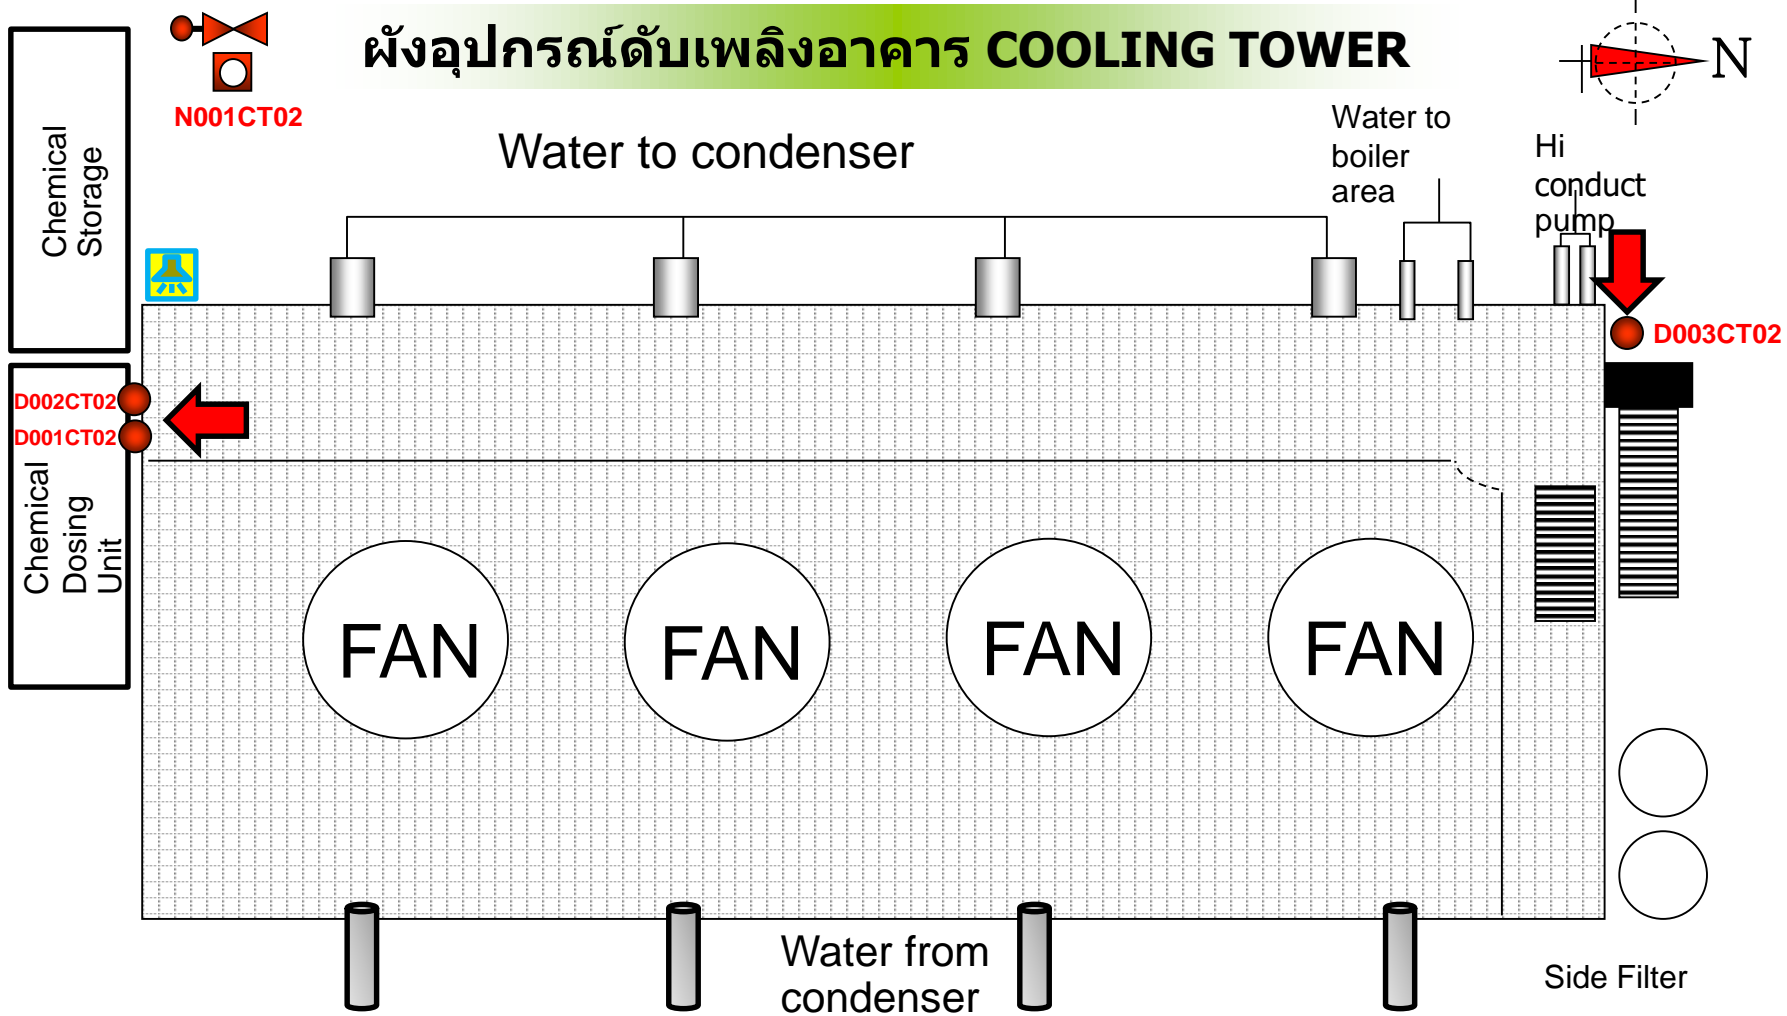 ผังอุปกรณ์ดับเพลิงอาคาร COOLING TOWER
N
N001CT02
Chemical
Storage
Water to condenser
Water to
boiler
area
Hi
conduct
pump
D003CT02
D002CT02
D001CT02
Chemical
Dosing
Unit
FAN
FAN
FAN
FAN
Water from
condenser
Side Filter